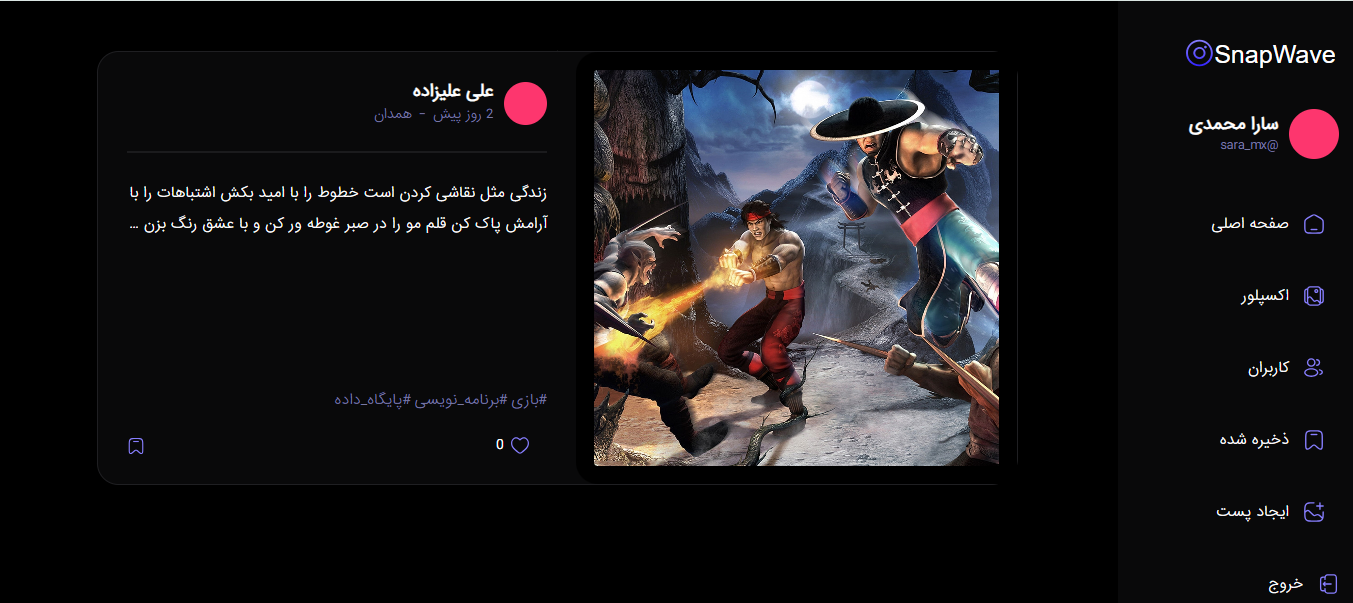 SnapWave
سارا محمدی
@sara_mx
صفحه اصلی
اکسپلور
کاربران
ذخیره شده
ایجاد پست
خروج
علی علیزاده
2 روز پیش - همدان
زندگی مثل نقاشی کردن است خطوط را با امید بکش اشتباهات را با
آرامش پاک کن قلم مو را در صبر غوطه ور کن و با عشق رنگ بزن ...
#بازی #برنامه_نویسی #پایگاه_داده
0